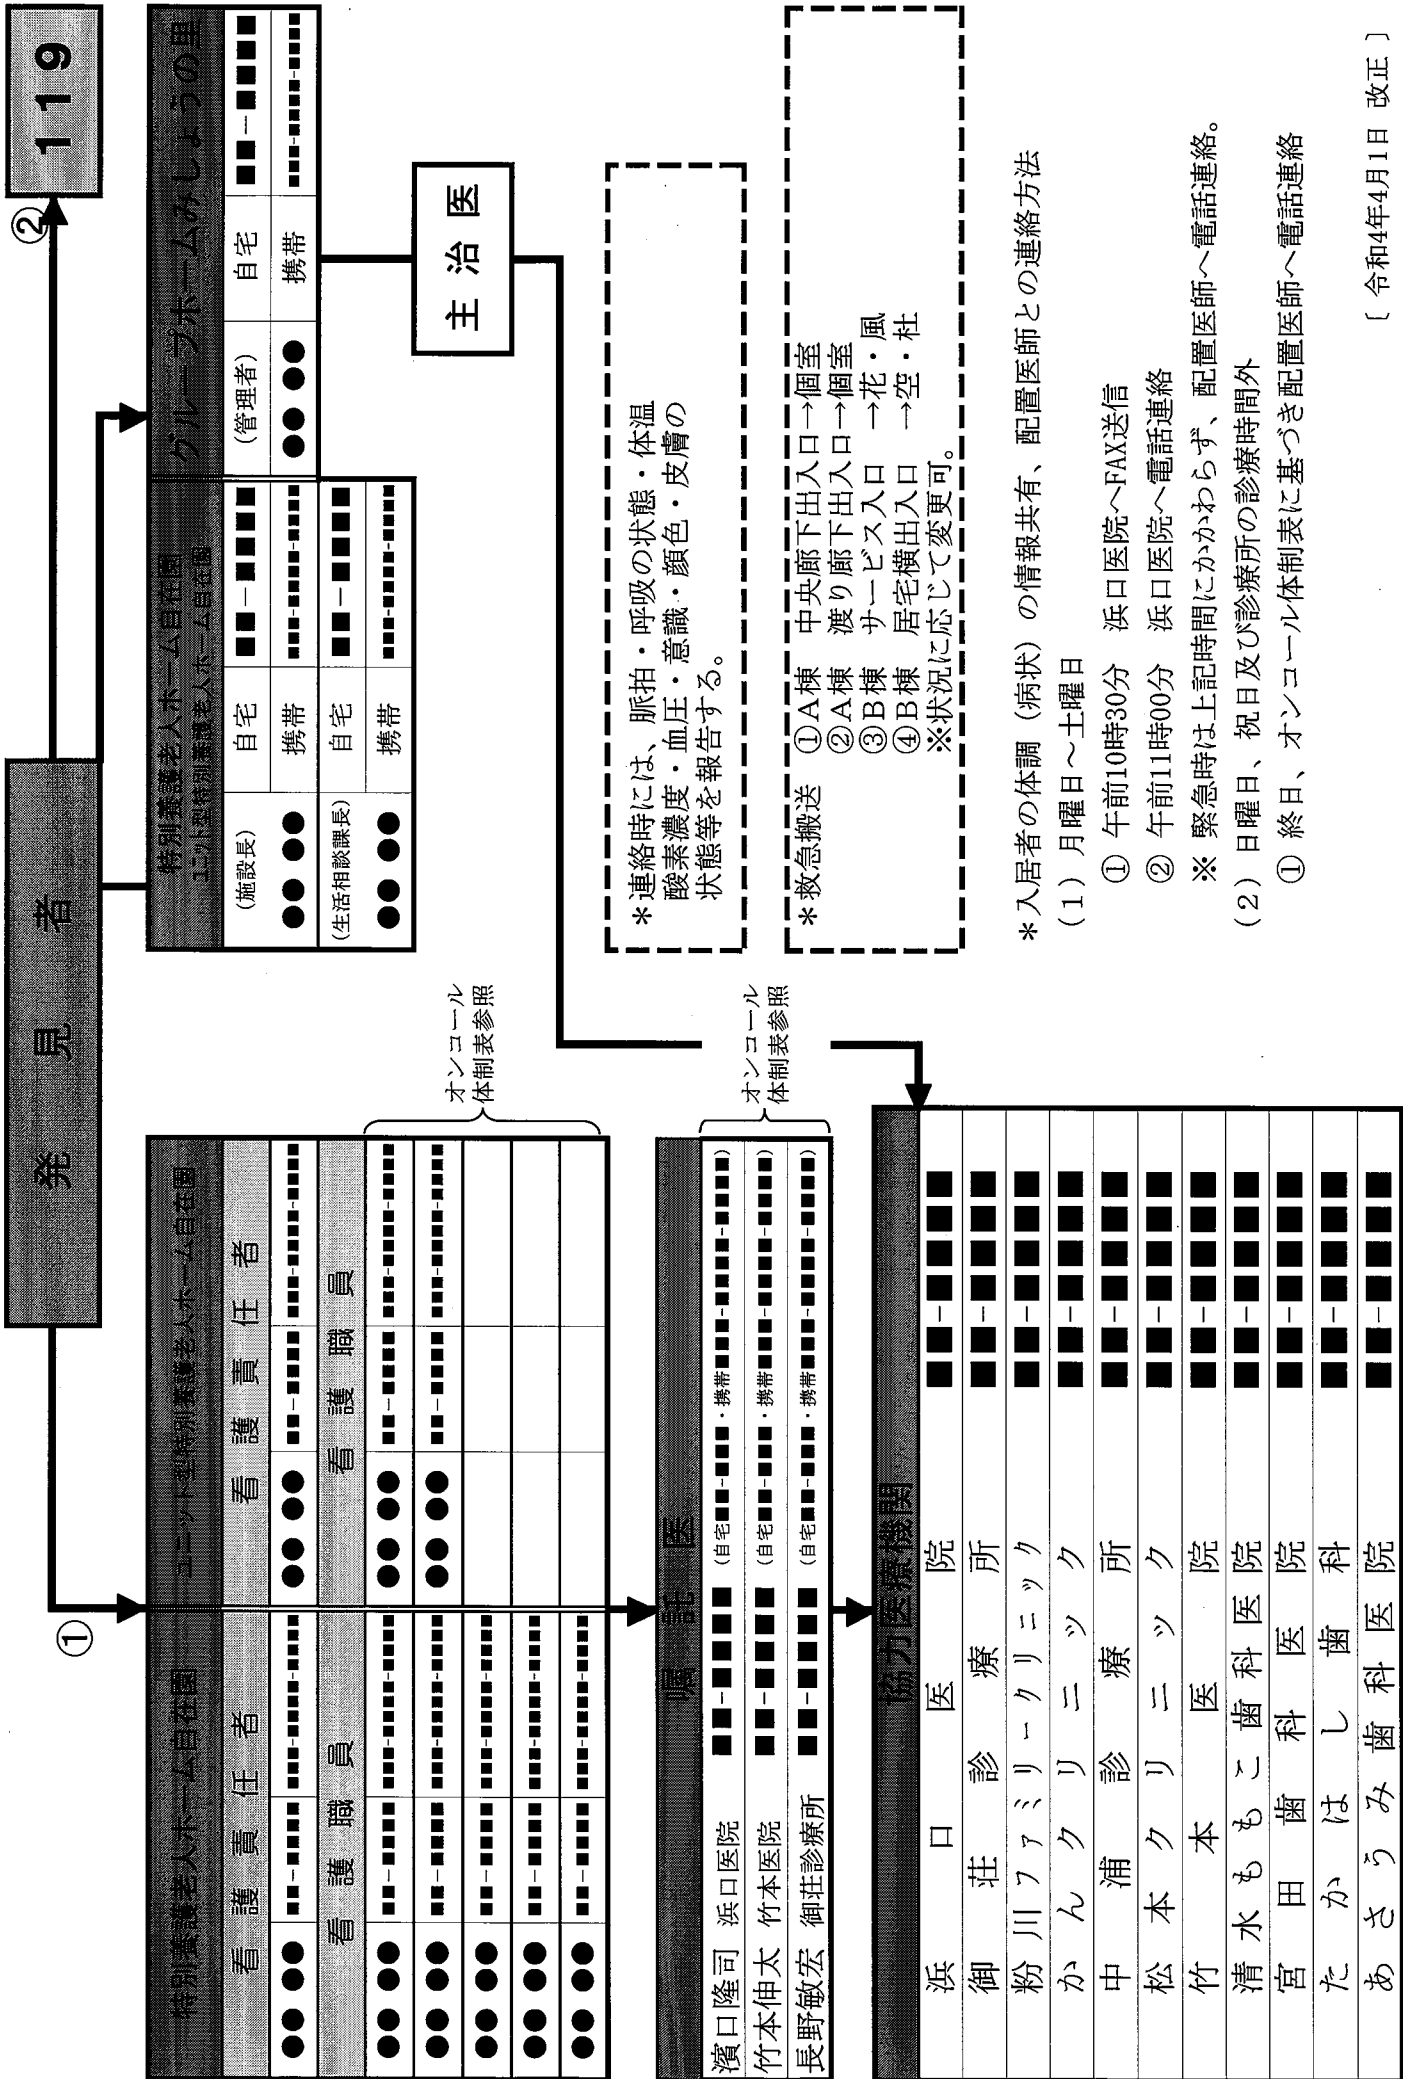 発見者
①
②
119
特別養護老人ホーム自在園
ユニット型特別養護老人ホーム自在園
看護責任者
看護責任者
●● ●● ■■－■■■■ ■■■-■■■■-■■■■
●● ●● ■■－■■■■ ■■■-■■■■-■■■■
看護職員
看護職員
●● ●● ■■－■■■■ ■■■-■■■■-■■■■
●● ●● ■■－■■■■ ■■■-■■■■-■■■■
●● ●● ■■－■■■■ ■■■-■■■■-■■■■
●● ●● ■■－■■■■ ■■■-■■■■-■■■■
●● ●● ■■－■■■■ ■■■-■■■■-■■■■
●● ●● ■■－■■■■ ■■■-■■■■-■■■■
●● ●● ■■－■■■■ ■■■-■■■■-■■■■
オンコール
体制表参照
特別養護老人ホーム自在園
ユニット型特別養護老人ホーム自在園
(施設長) 自宅 ■■－■■■■
●● ●● 携帯 ■■■-■■■■-■■■■
(生活相談課長) 自宅 ■■－■■■■
●● ●● 携帯 ■■■-■■■■-■■■■
グループホームみしょうの里
(管理者) 自宅 ■■－■■■■
●● ●● 携帯 ■■■-■■■■-■■■■
主治医
嘱託医
濱口隆司 浜口医院 ■■-■■■■ (自宅■■-■■■■・携帯■■■-■■■■-■■■■)
竹本伸太 竹本医院 ■■-■■■■ (自宅■■-■■■■・携帯■■■-■■■■-■■■■)
長野敏宏 御荘診療所 ■■-■■■■ (自宅■■-■■■■・携帯■■■-■■■■-■■■■)
オンコール
体制表参照
協力医療機関
浜口医院 ■■-■■■■
御荘診療所 ■■-■■■■
粉川ファミリークリニック ■■-■■■■
かんクリニック ■■-■■■■
中浦診療所 ■■-■■■■
松本クリニック ■■-■■■■
竹本医院 ■■-■■■■
清水ももこ歯科医院 ■■-■■■■
宮田歯科医院 ■■-■■■■
たかはし歯科 ■■-■■■■
あさうみ歯科医院 ■■-■■■■
＊連絡時には、脈拍・呼吸の状態・体温
酸素濃度・血圧・意識・顔色・皮膚の
状態等を報告する。
＊救急搬送 ①A棟 中央廊下出入口→個室
②A棟 渡り廊下出入口→個室
③B棟 サービス入口 →花・風
④B棟 居宅横出入口 →空・杜
※状況に応じて変更可。
＊入居者の体調（病状）の情報共有、配置医師との連絡方法
(1) 月曜日～土曜日
① 午前10時30分 浜口医院へFAX送信
② 午前11時00分 浜口医院へ電話連絡
※ 緊急時は上記時間にかかわらず、配置医師へ電話連絡。
(2) 日曜日、祝日及び診療所の診療時間外
① 終日、オンコール体制表に基づき配置医師へ電話連絡
〔 令和4年4月1日 改正 〕